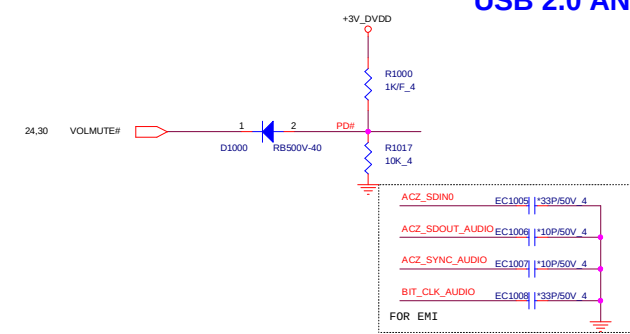 USB 2.0 AN
+3V_DVDD
R1000
1K/F_4
24,30 VOLMUTE# 1 2 PD#
D1000 RB500V-40
R1017
10K_4
ACZ_SDIN0 EC1005 *33P/50V_4
ACZ_SDOUT_AUDIO EC1006 *10P/50V_4
ACZ_SYNC_AUDIO EC1007 *10P/50V_4
BIT_CLK_AUDIO EC1008 *33P/50V_4
FOR EMI